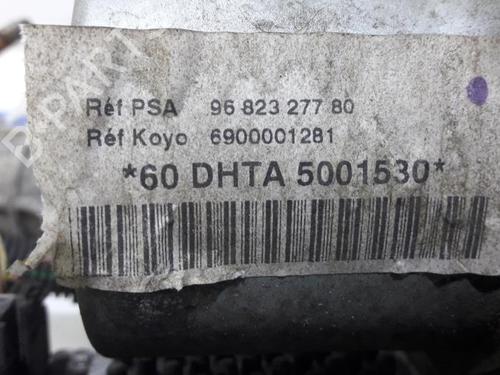 Réf PSA 96 823 277 80
Réf Koyo 6900001281
*60 DHTA 5001530*